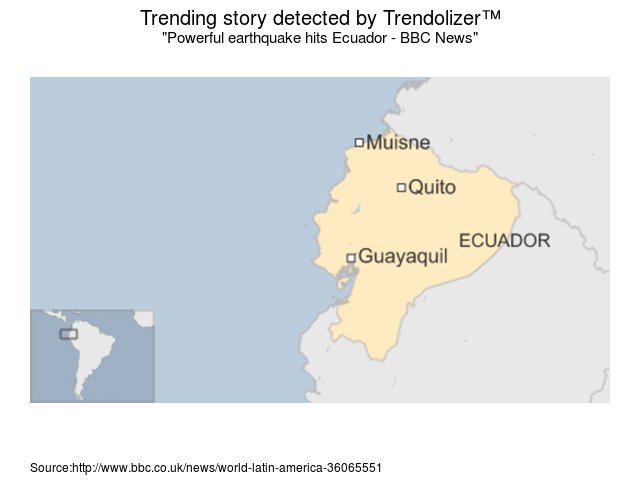 Trending story detected by Trendolizer™
"Powerful earthquake hits Ecuador - BBC News"
Muisne
Quito
ECUADOR
Guayaquil
Source:http://www.bbc.co.uk/news/world-latin-america-36065551